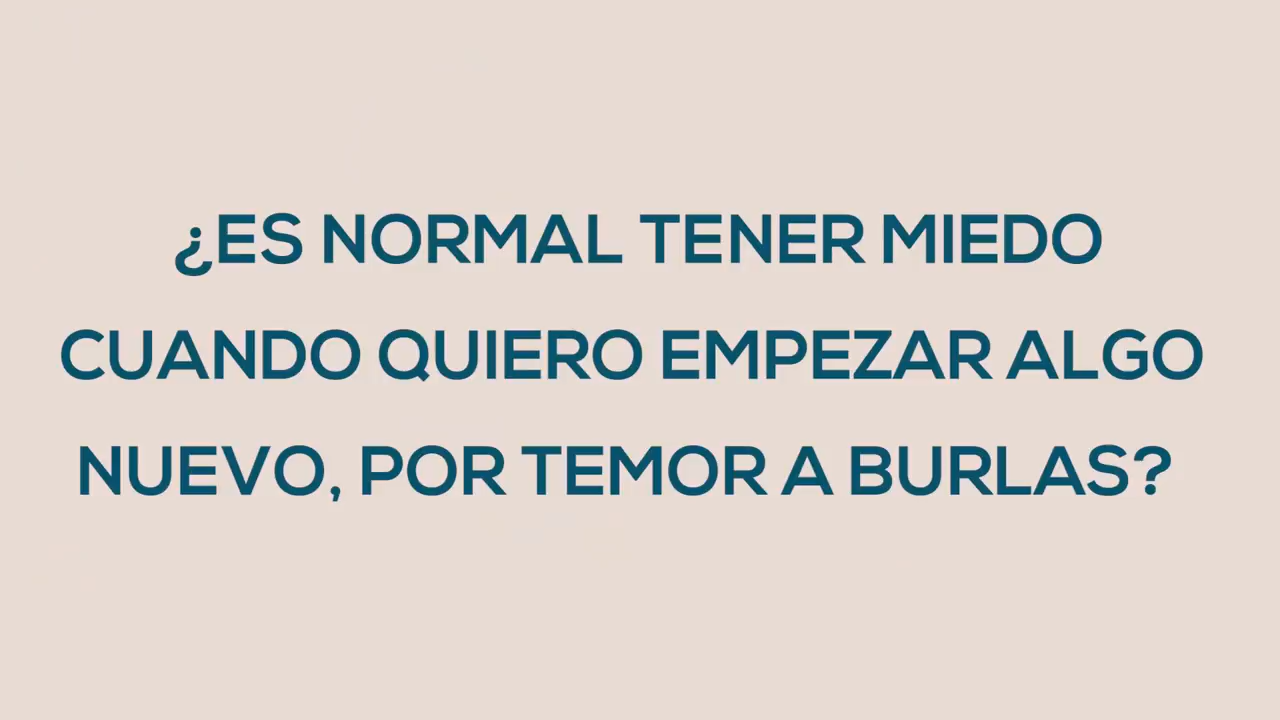 ¿ES NORMAL TENER MIEDO
CUANDO QUIERO EMPEZAR ALGO
NUEVO, POR TEMOR A BURLAS?